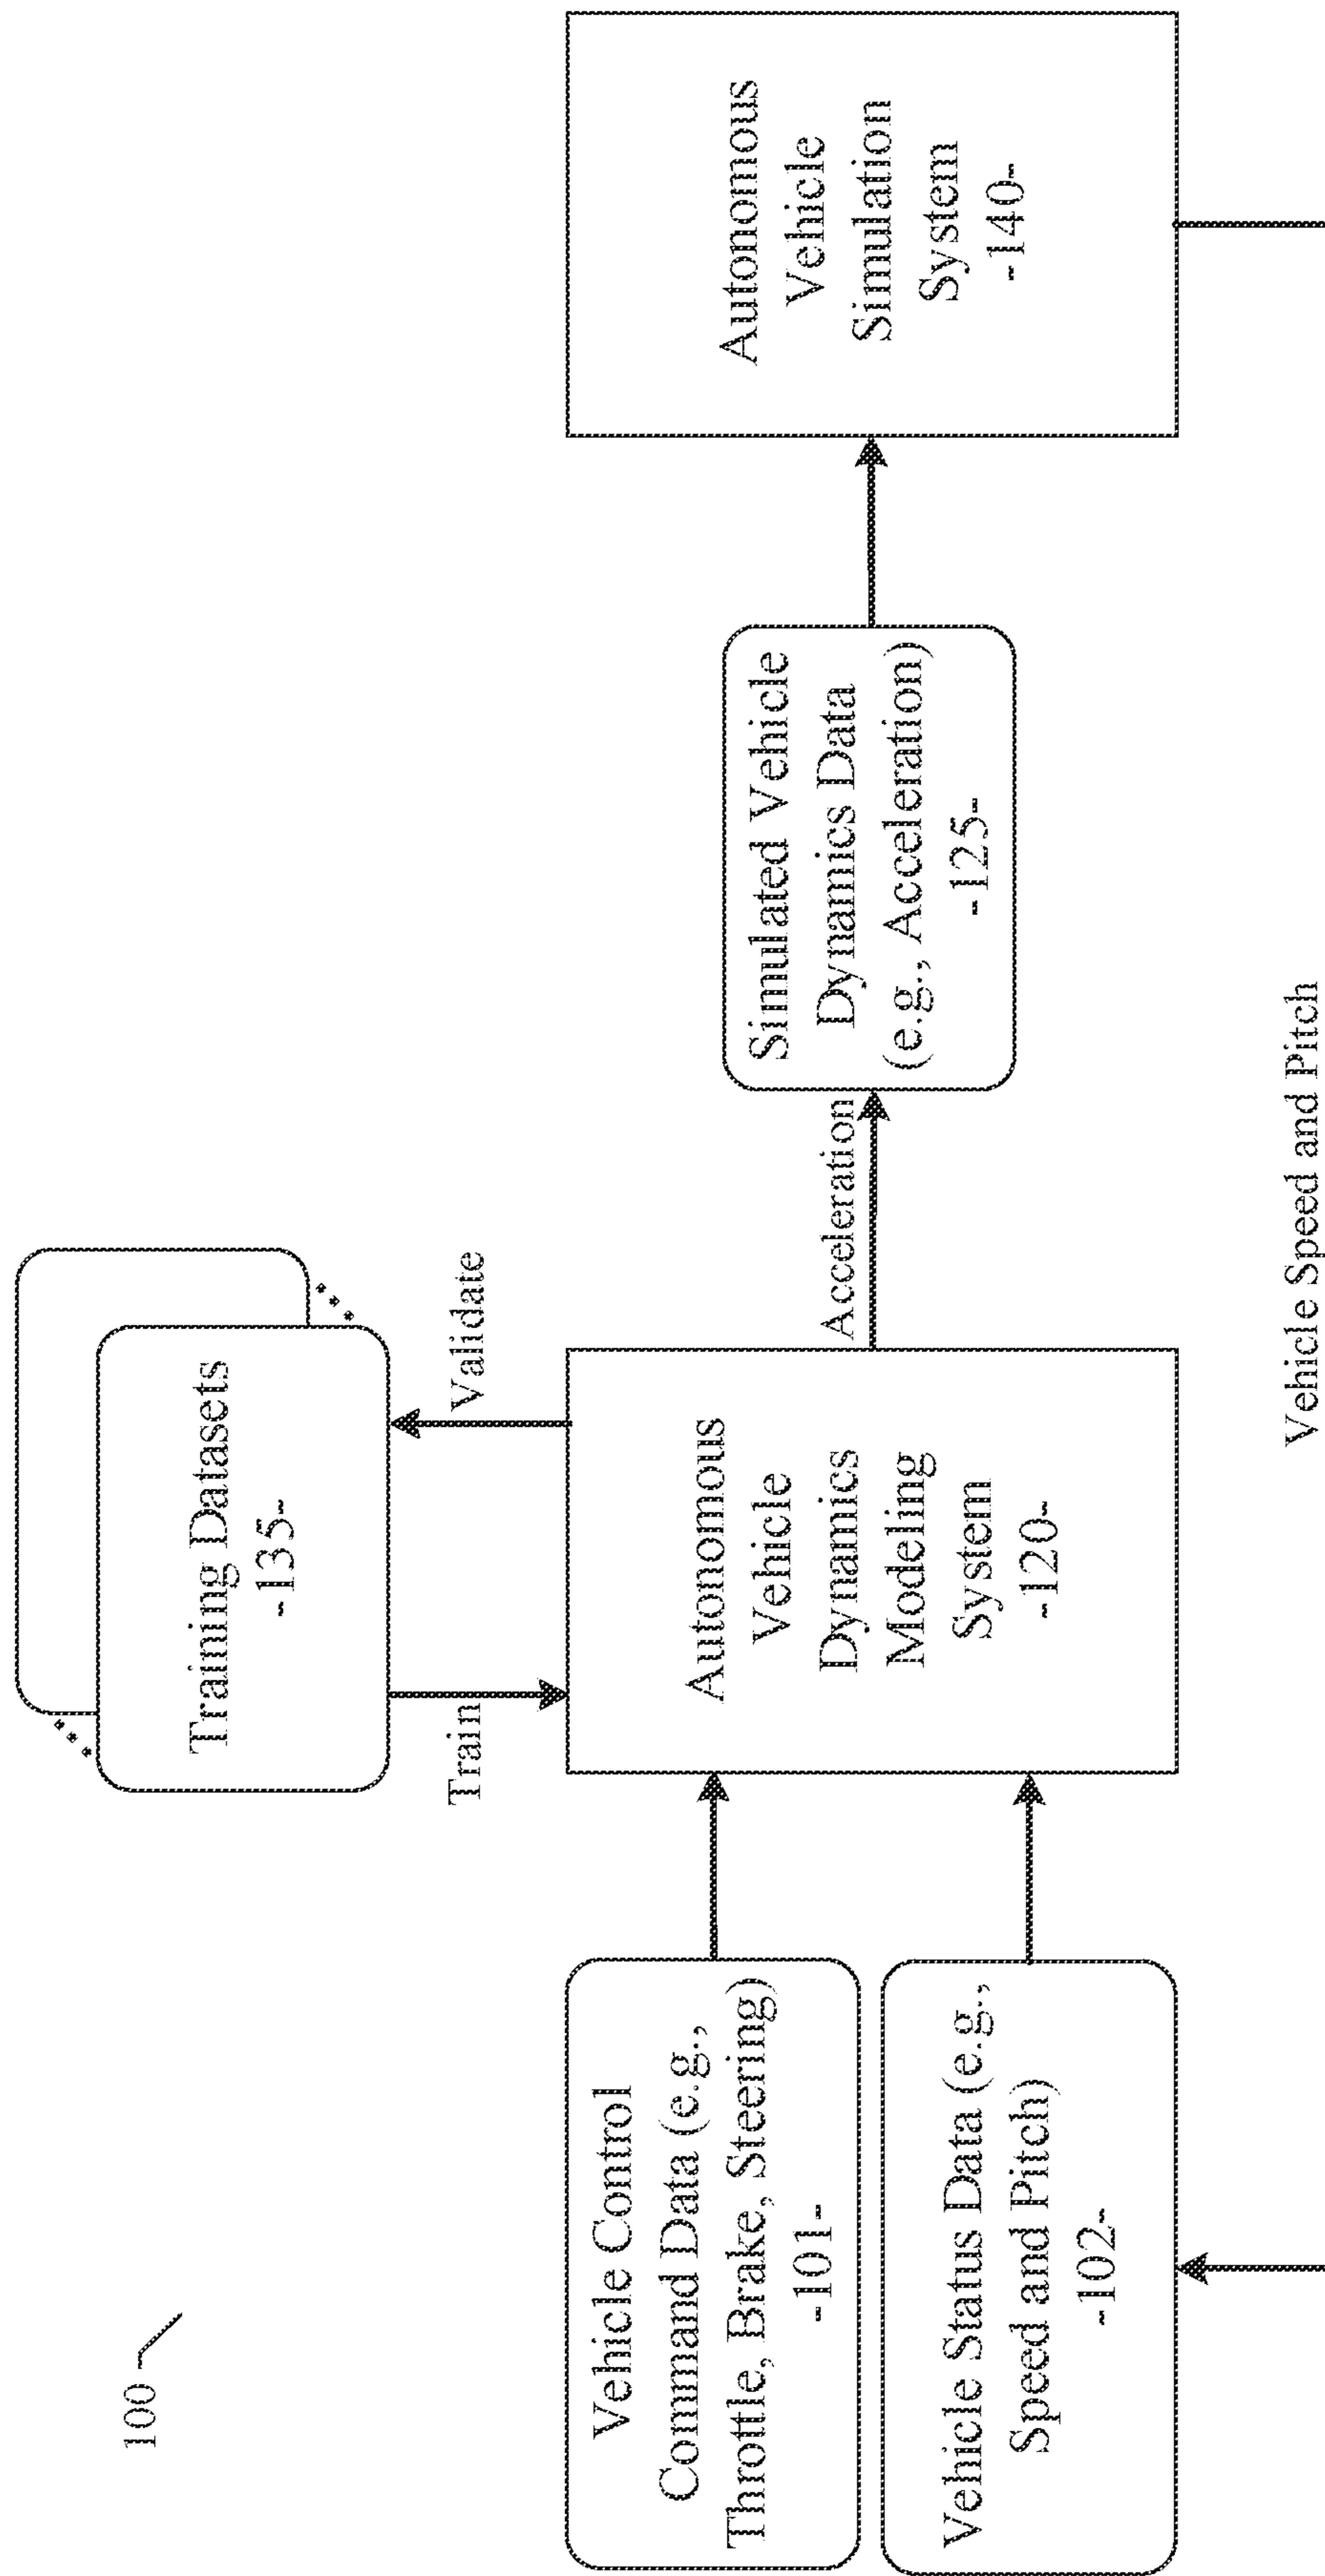 100
Training Datasets
-135-
Train
Validate
Vehicle Control
Command Data (e.g.,
Throttle, Brake, Steering)
-101-
Vehicle Status Data (e.g.,
Speed and Pitch)
-102-
Autonomous
Vehicle
Dynamics
Modeling
System
-120-
Acceleration
Simulated Vehicle
Dynamics Data
(e.g., Acceleration)
-125-
Autonomous
Vehicle
Simulation
System
-140-
Vehicle Speed and Pitch